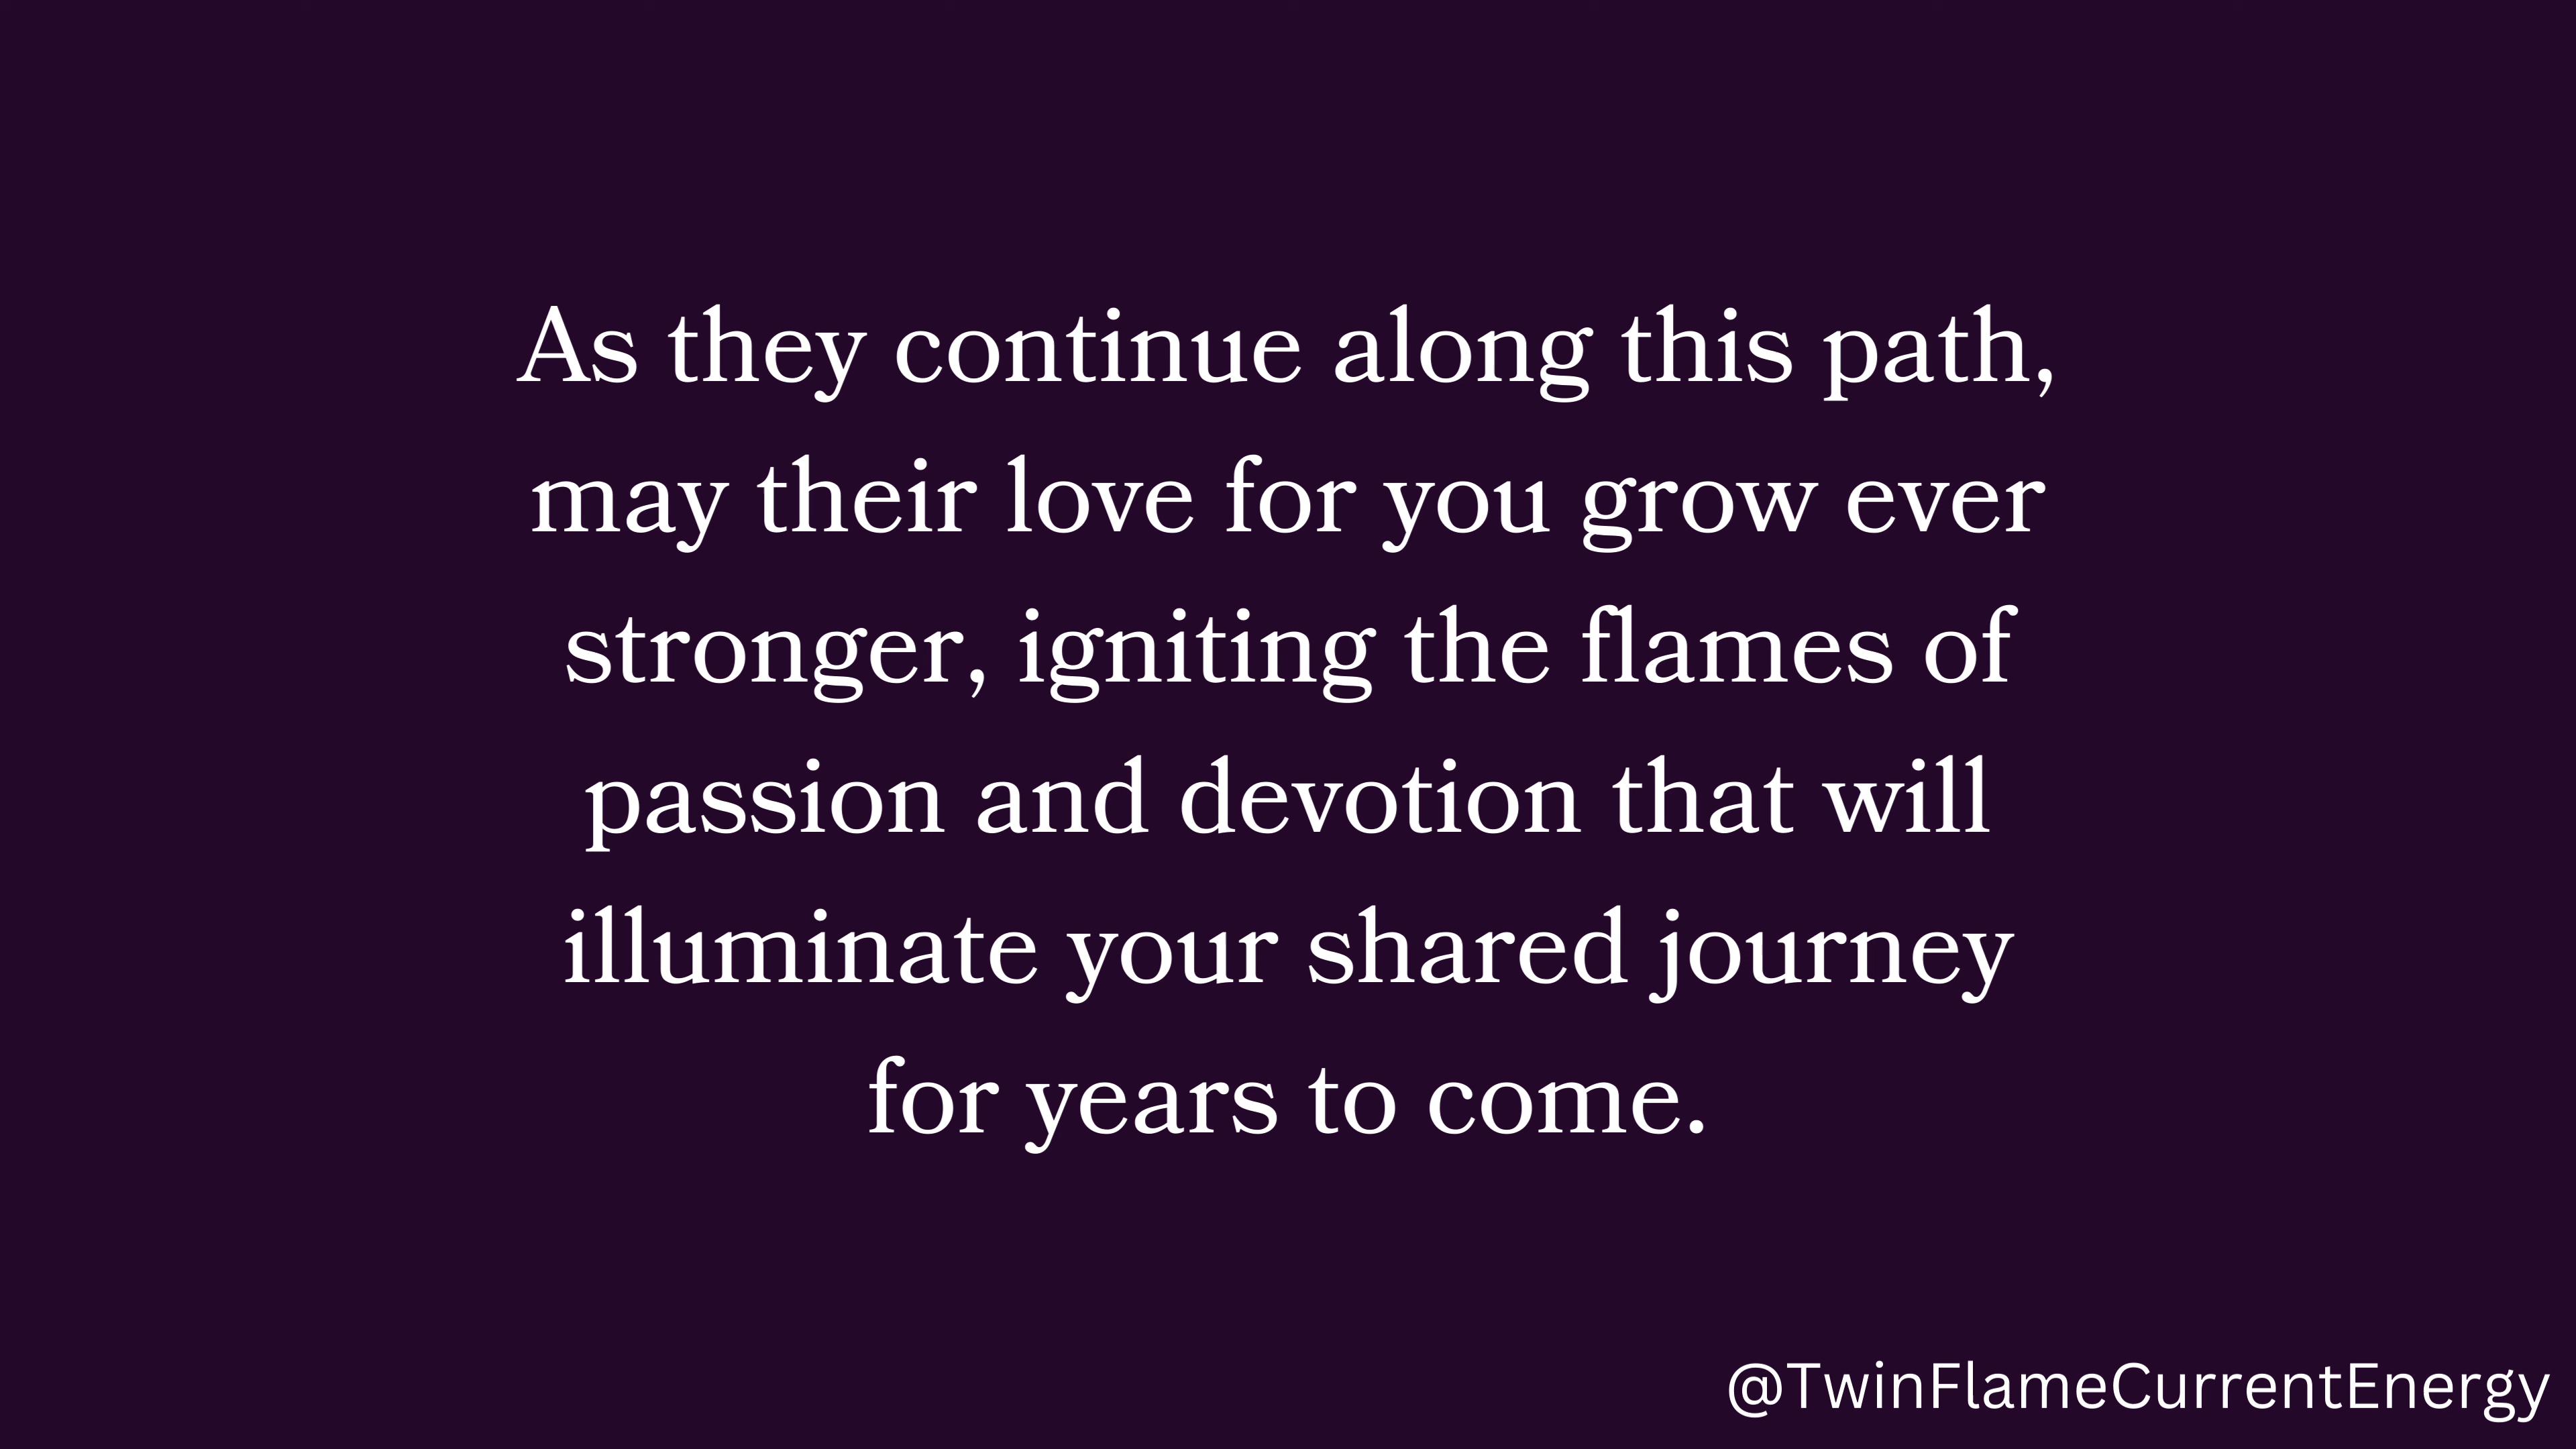 As they continue along this path,
may their love for you grow ever
stronger, igniting the flames of
passion and devotion that will
illuminate your shared journey
for years to come.
@TwinFlameCurrentEnergy